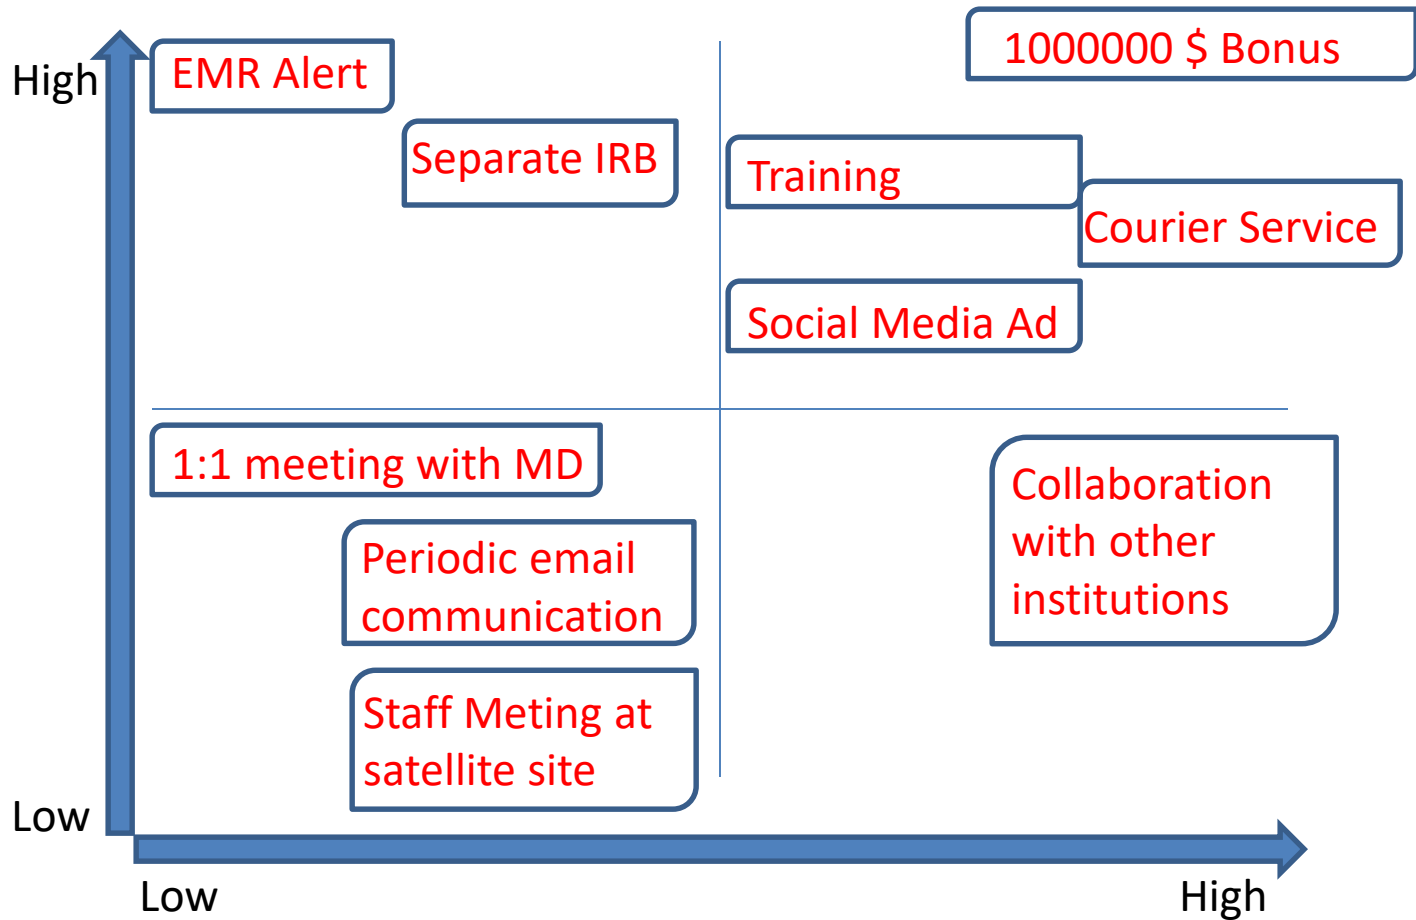 1000000 $ Bonus
High
EMR Alert
Separate IRB
Training
Courier Service
Social Media Ad
1:1 meeting with MD
Collaboration
with other
institutions
Periodic email
communication
Staff Meting at
satellite site
Low
Low
High